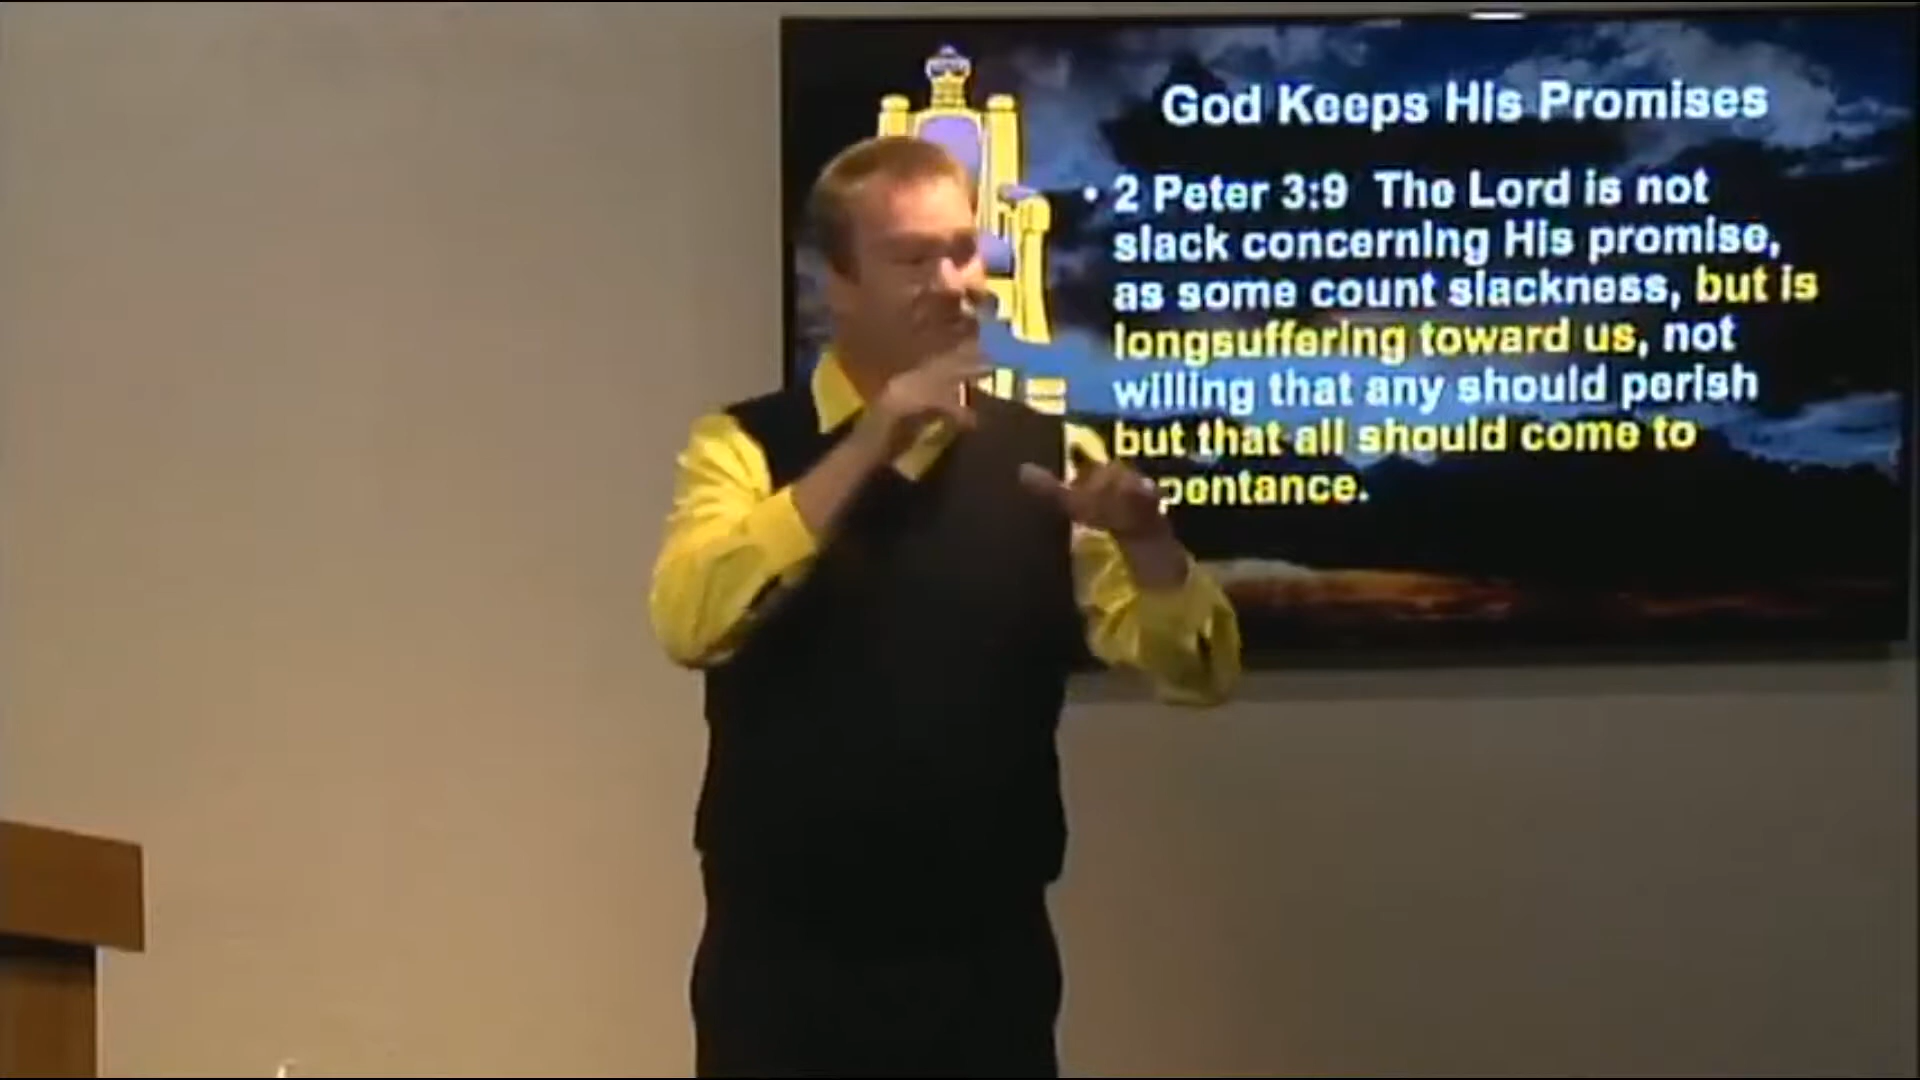 God Keeps His Promises
• 2 Peter 3:9 The Lord is not
slack concerning His promise,
as some count slackness, but is
longsuffering toward us, not
willing that any should perish
but that all should come to
pentance.